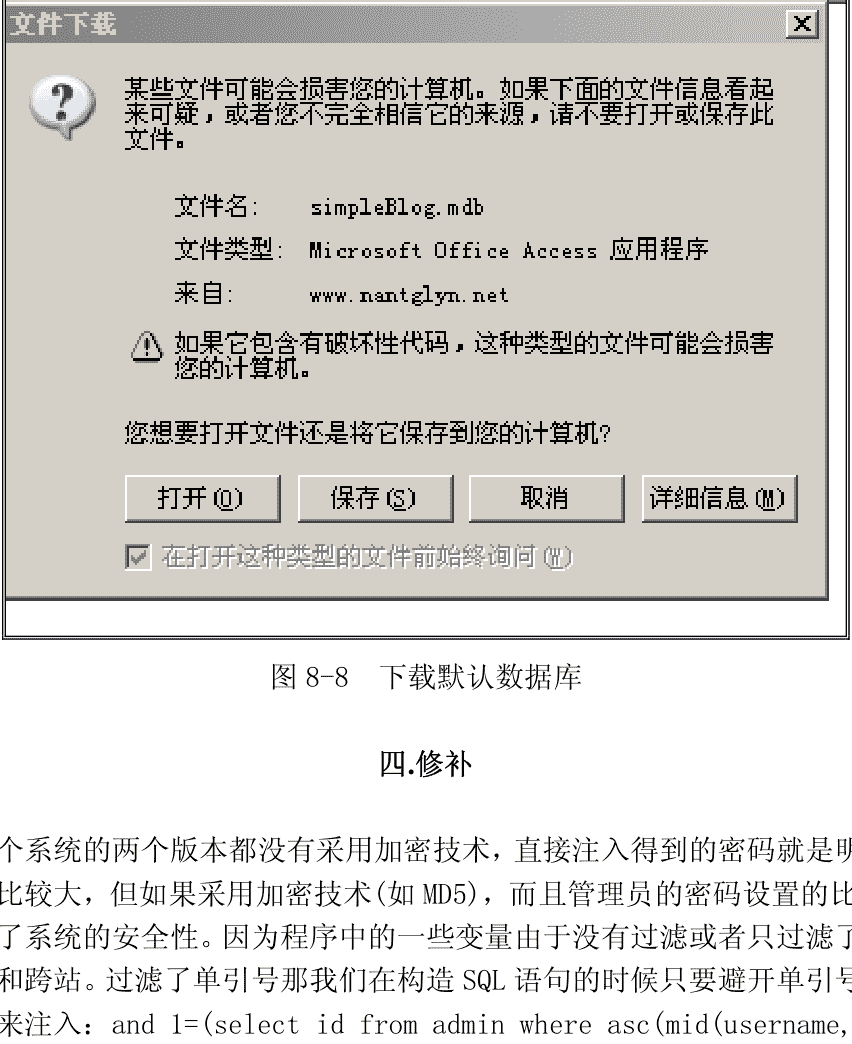 文件下载
某些文件可能会损害您的计算机。如果下面的文件信息看起
来可疑，或者您不完全相信它的来源，请不要打开或保存此
文件。
文件名: simpleBlog.mdb
文件类型: Microsoft Office Access 应用程序
来自: www.nantglyn.net
如果它包含有破坏性代码，这种类型的文件可能会损害
您的计算机。
您想要打开文件还是将它保存到您的计算机?
打开(O) 保存(S) 取消 详细信息(M)
在打开这种类型的文件前始终询问(W)
图 8-8 下载默认数据库
四.修补
个系统的两个版本都没有采用加密技术，直接注入得到的密码就是明
比较大，但如果采用加密技术(如 MD5)，而且管理员的密码设置的比
了系统的安全性。因为程序中的一些变量由于没有过滤或者只过滤了
和跨站。过滤了单引号那我们在构造 SQL 语句的时候只要避开单引号
来注入：and 1=(select id from admin where asc(mid(username,